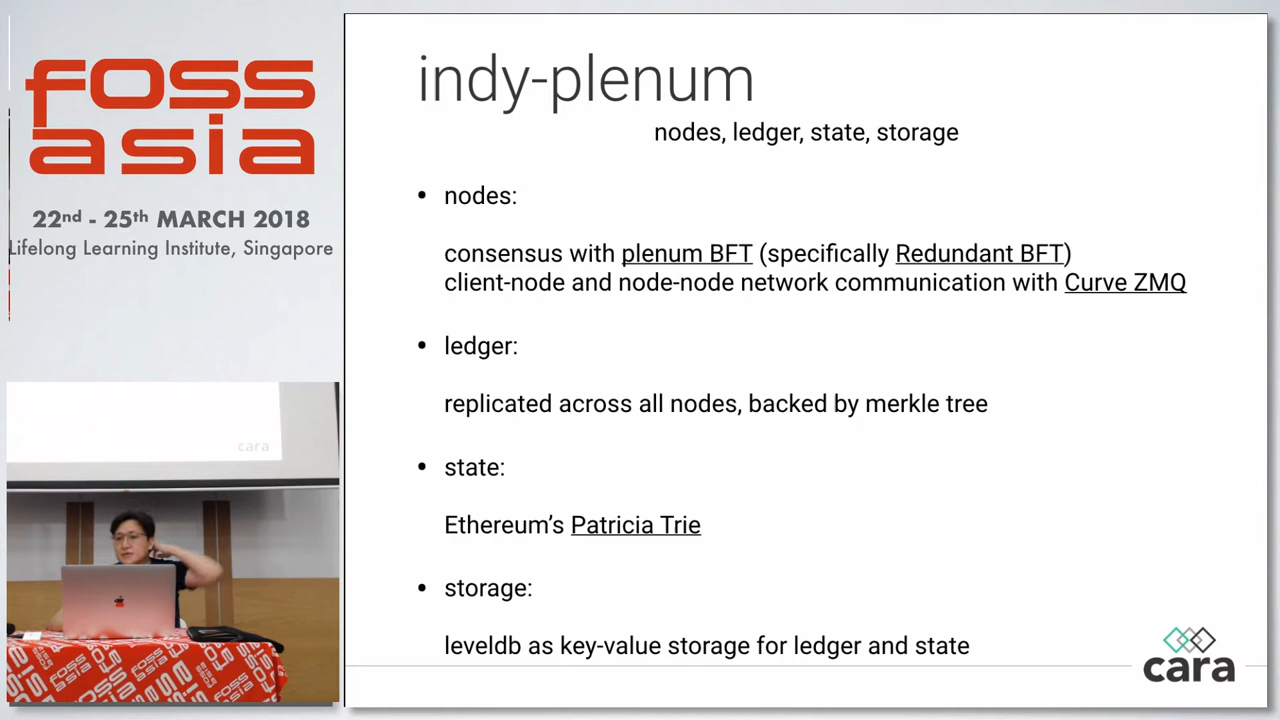 foss
asia
22nd - 25th MARCH 2018
Lifelong Learning Institute, Singapore
cara
indy-plenum
nodes, ledger, state, storage
• nodes:
consensus with plenum BFT (specifically Redundant BFT)
client-node and node-node network communication with Curve ZMQ
• ledger:
replicated across all nodes, backed by merkle tree
• state:
Ethereum’s Patricia Trie
• storage:
leveldb as key-value storage for ledger and state
cara